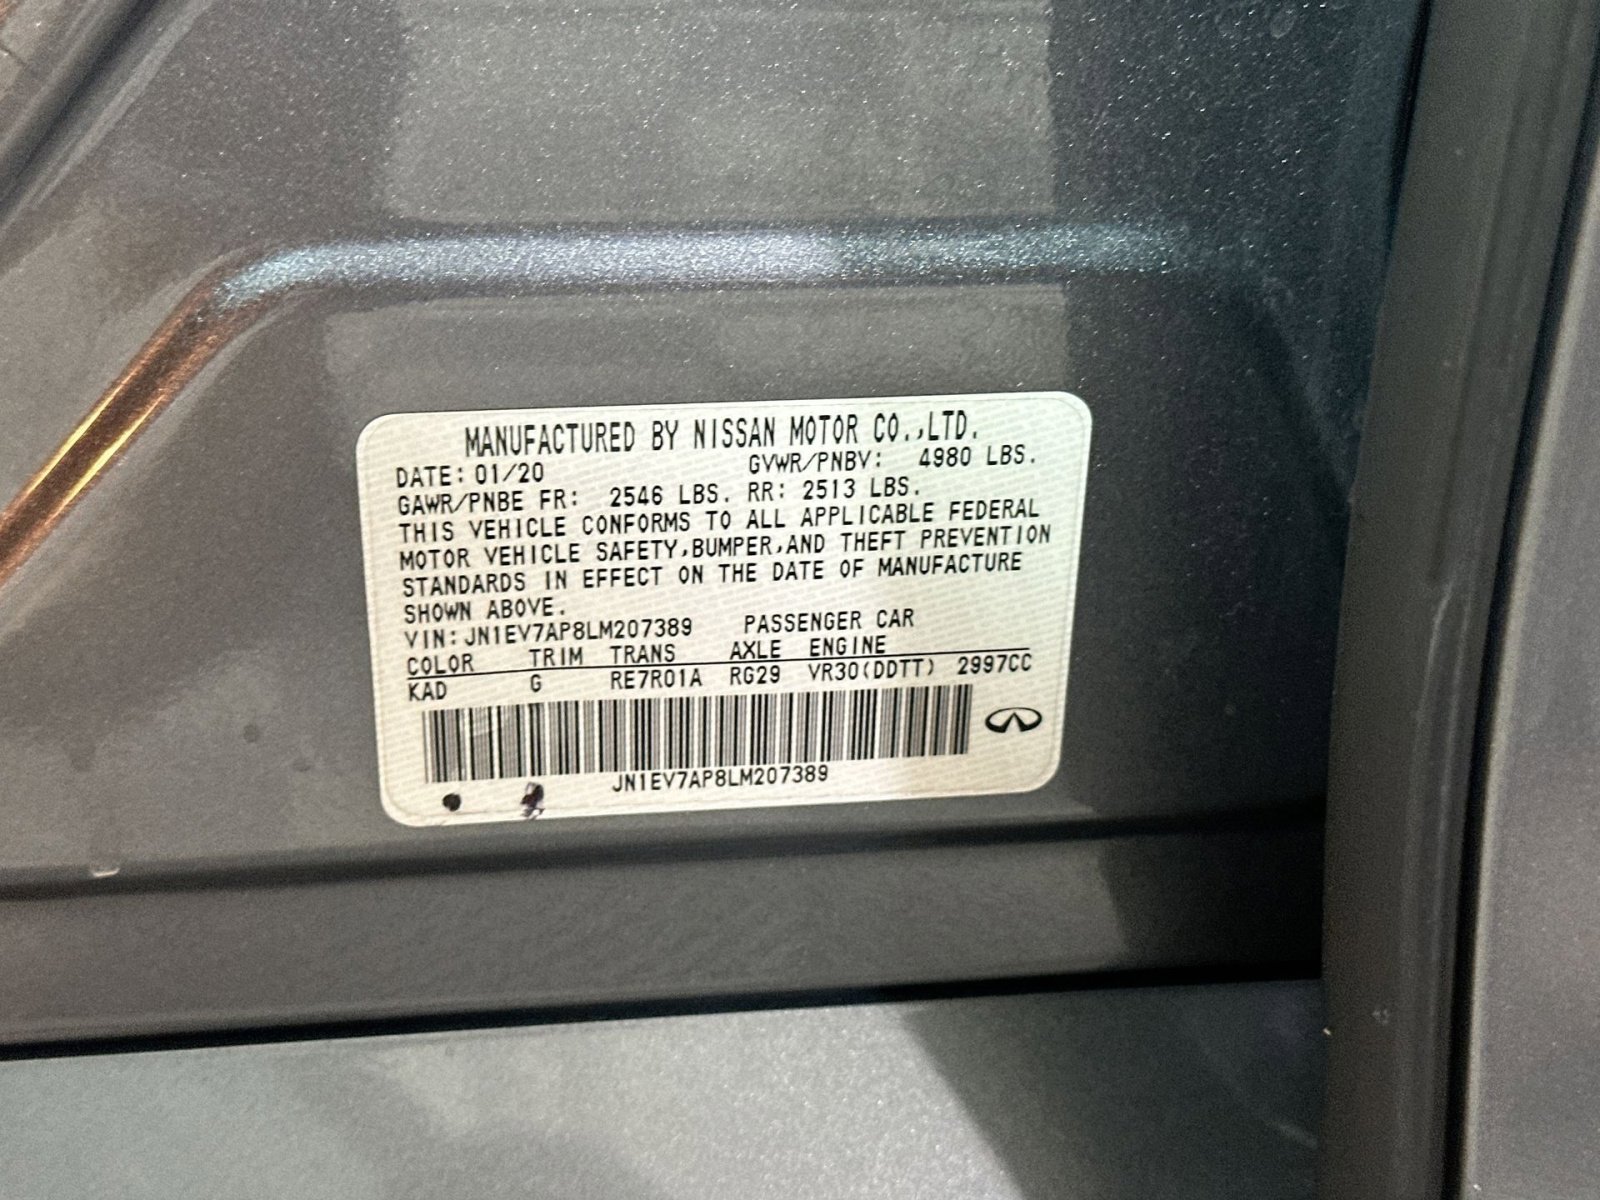 MANUFACTURED BY NISSAN MOTOR CO.,LTD.
DATE: 01/20 GVWR/PNBV: 4980 LBS.
GAWR/PNBE FR: 2546 LBS. RR: 2513 LBS.
THIS VEHICLE CONFORMS TO ALL APPLICABLE FEDERAL
MOTOR VEHICLE SAFETY,BUMPER,AND THEFT PREVENTION
STANDARDS IN EFFECT ON THE DATE OF MANUFACTURE
SHOWN ABOVE.
VIN: JN1EV7AP8LM207389 PASSENGER CAR
COLOR TRIM TRANS AXLE ENGINE
KAD G RE7R01A RG29 VR30(DDTT) 2997CC
JN1EV7AP8LM207389